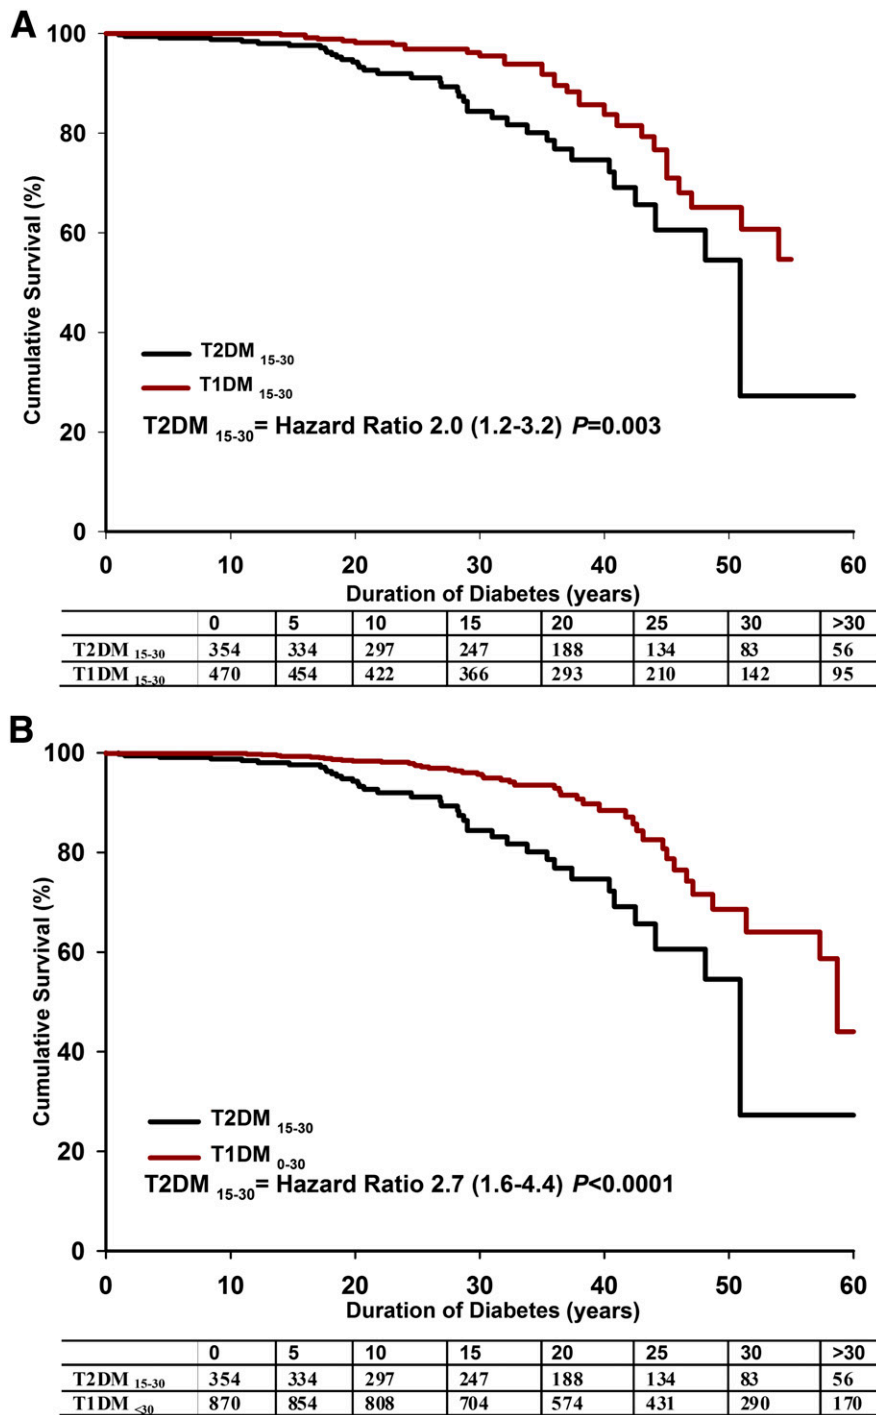 A
100
80
60
40
20
0
Cumulative Survival (%)
T2DM 15-30
T1DM 15-30
T2DM 15-30= Hazard Ratio 2.0 (1.2-3.2) P=0.003
0 10 20 30 40 50 60
Duration of Diabetes (years)
0 5 10 15 20 25 30 >30
T2DM 15-30 354 334 297 247 188 134 83 56
T1DM 15-30 470 454 422 366 293 210 142 95
B
100
80
60
40
20
0
Cumulative Survival (%)
T2DM 15-30
T1DM 0-30
T2DM 15-30= Hazard Ratio 2.7 (1.6-4.4) P<0.0001
0 10 20 30 40 50 60
Duration of Diabetes (years)
0 5 10 15 20 25 30 >30
T2DM 15-30 354 334 297 247 188 134 83 56
T1DM <30 870 854 808 704 574 431 290 170